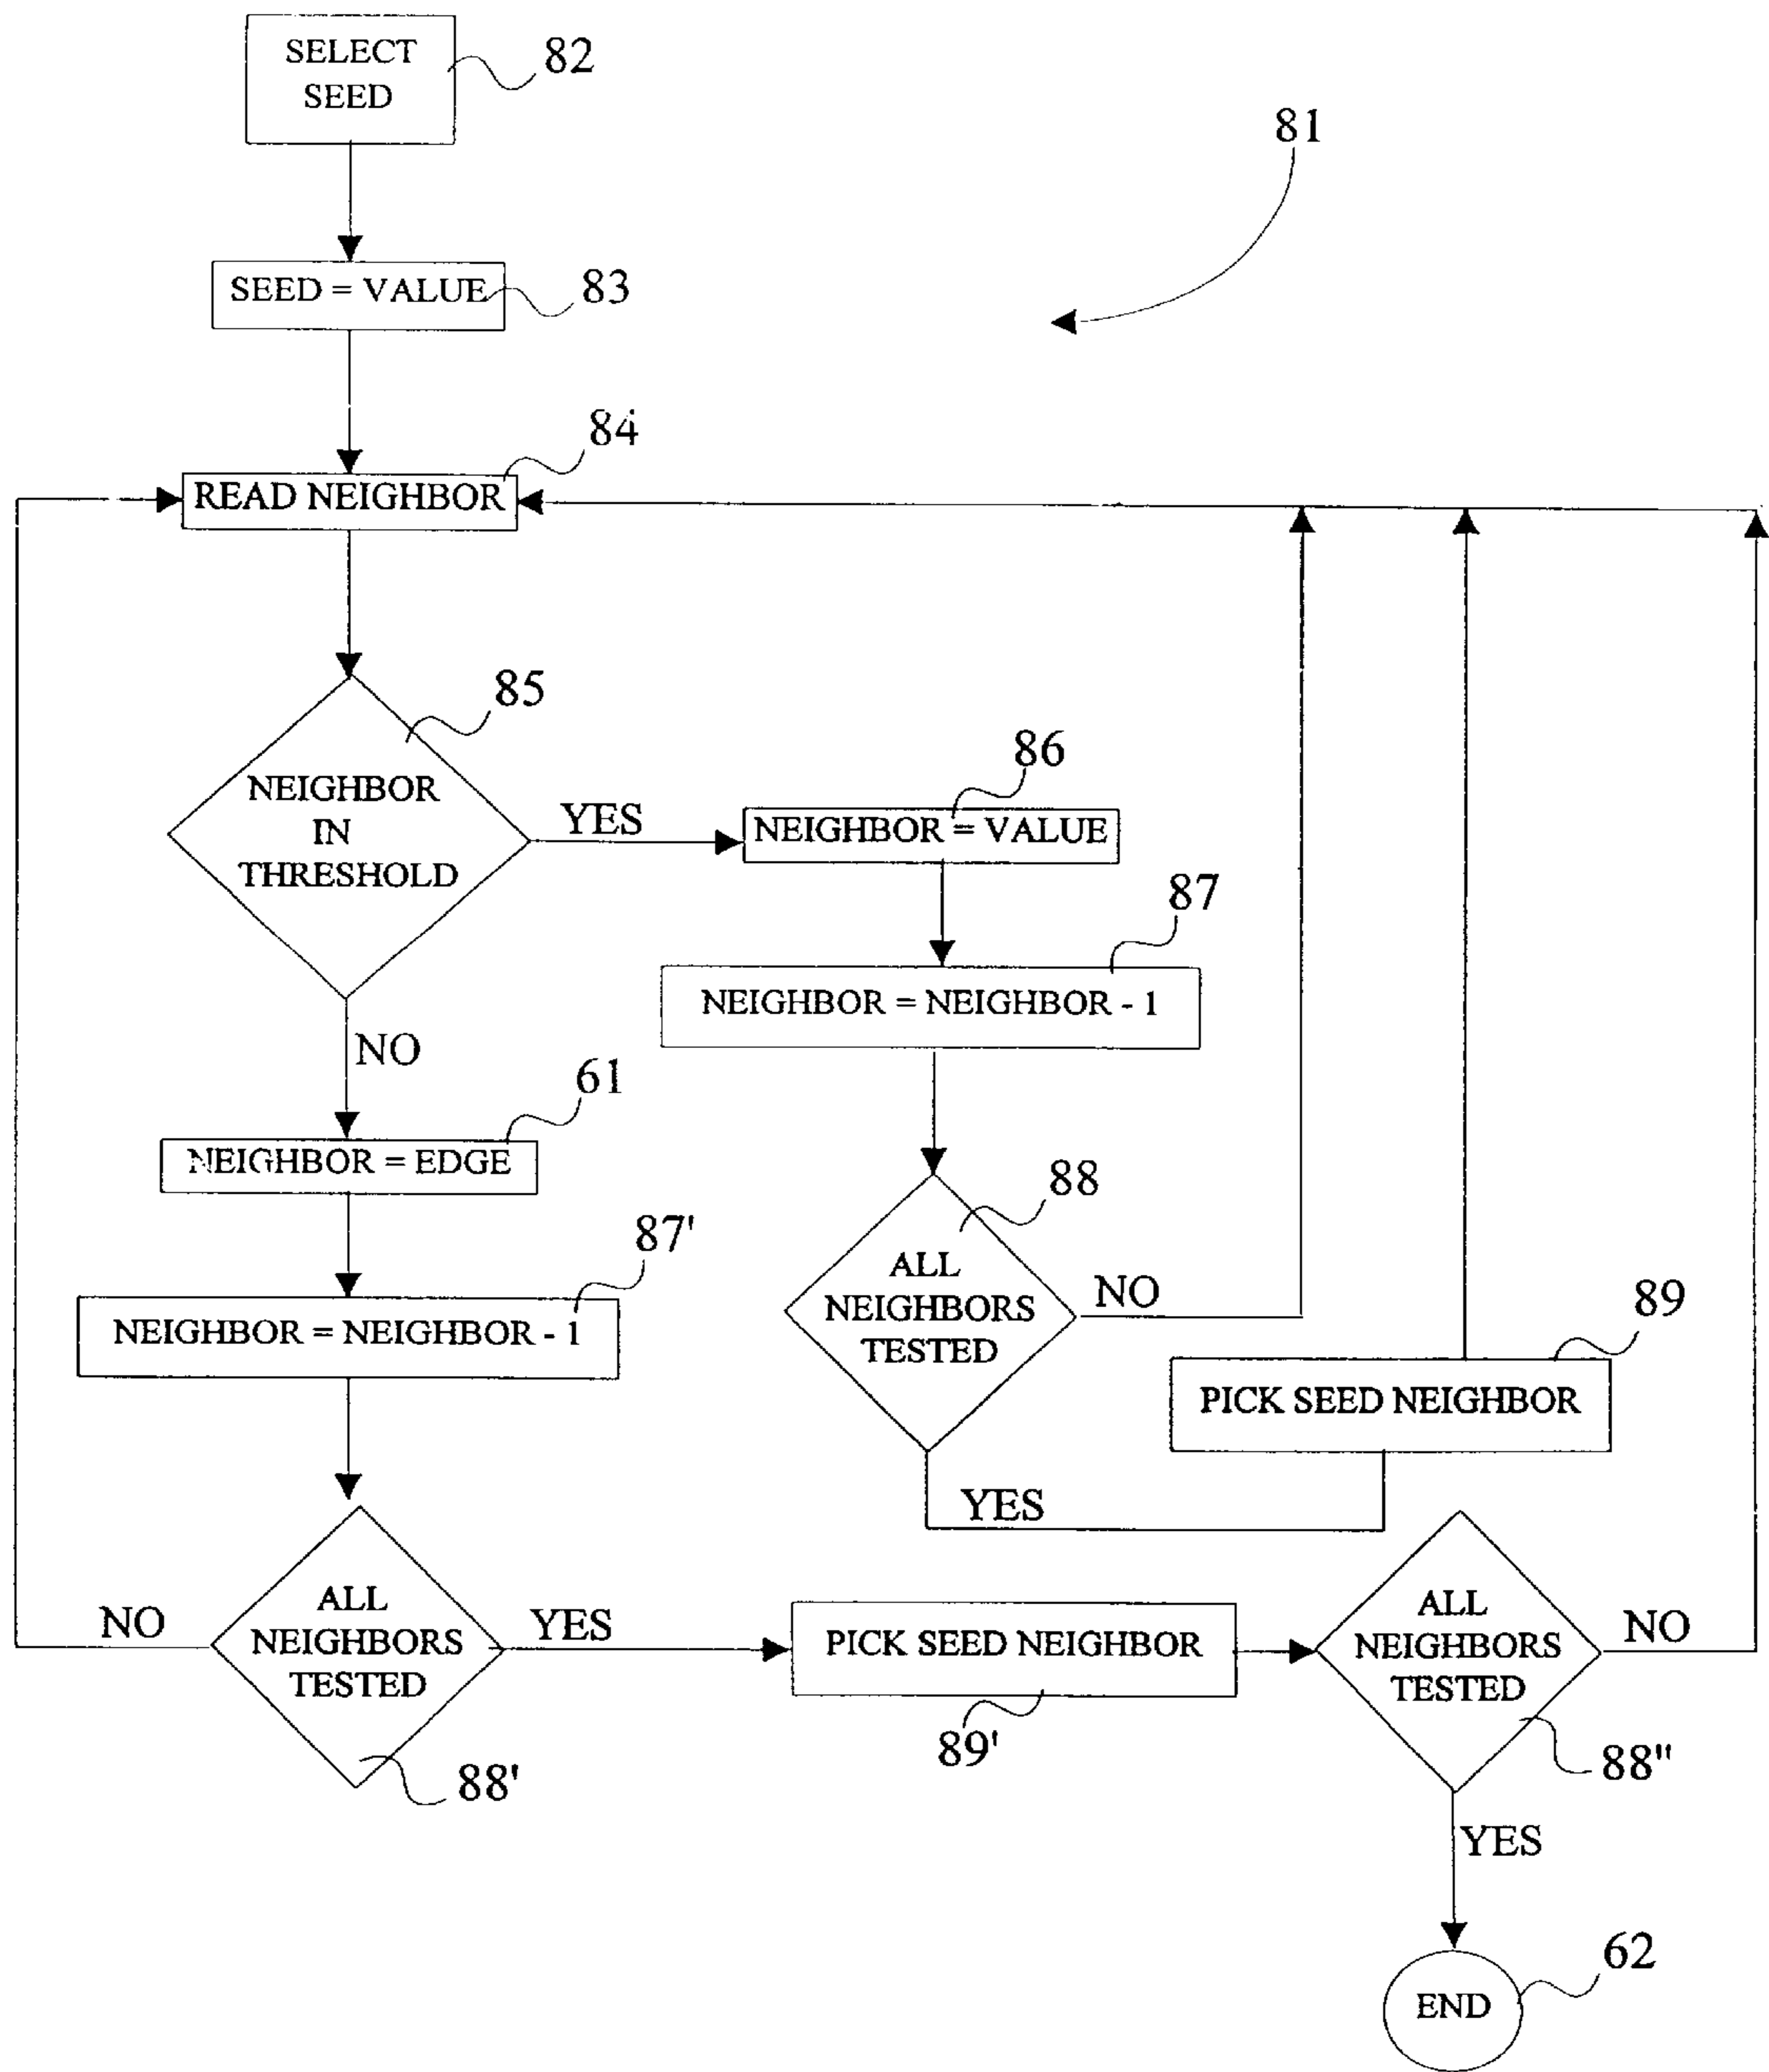 SELECT
SEED
82
81
SEED = VALUE
83
84
READ NEIGHBOR
85
NEIGHBOR
IN
THRESHOLD
YES
86
NEIGHBOR = VALUE
87
NEIGHBOR = NEIGHBOR - 1
NO
61
NEIGHBOR = EDGE
88
ALL
NEIGHBORS
TESTED
NO
87'
NEIGHBOR = NEIGHBOR - 1
89
PICK SEED NEIGHBOR
YES
ALL
NEIGHBORS
TESTED
NO
YES
88'
PICK SEED NEIGHBOR
89'
ALL
NEIGHBORS
TESTED
NO
88"
YES
62
END